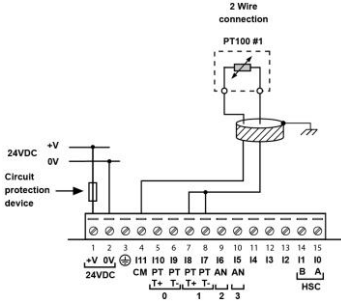 2 Wire
connection
PT100 #1
24VDC
+V
0V
Circuit
protection
device
1 2 3 4 5 6 7 8 9 10 11 12 13 14 15
+V 0V I11 I10 I9 I8 I7 I6 I5 I4 I3 I2 I1 I0
24VDC CM PT PT PT PT AN AN B A
T+ T- T+ T- HSC
0 1 2 3